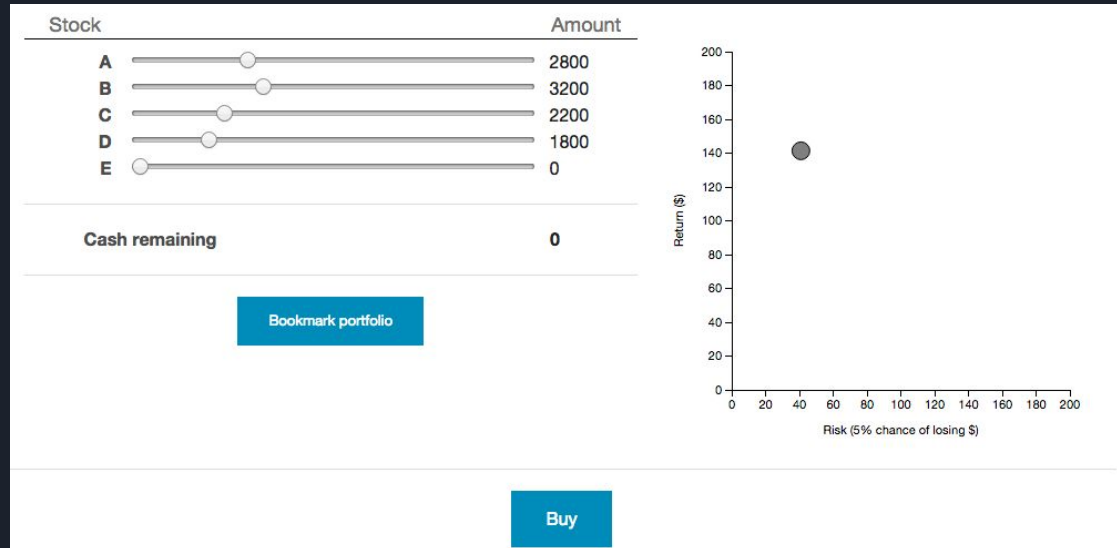 Stock Amount
A 2800
B 3200
C 2200
D 1800
E 0
Cash remaining 0
Bookmark portfolio
Return ($)
200
180
160
140
120
100
80
60
40
20
0
0 20 40 60 80 100 120 140 160 180 200
Risk (5% chance of losing $)
Buy